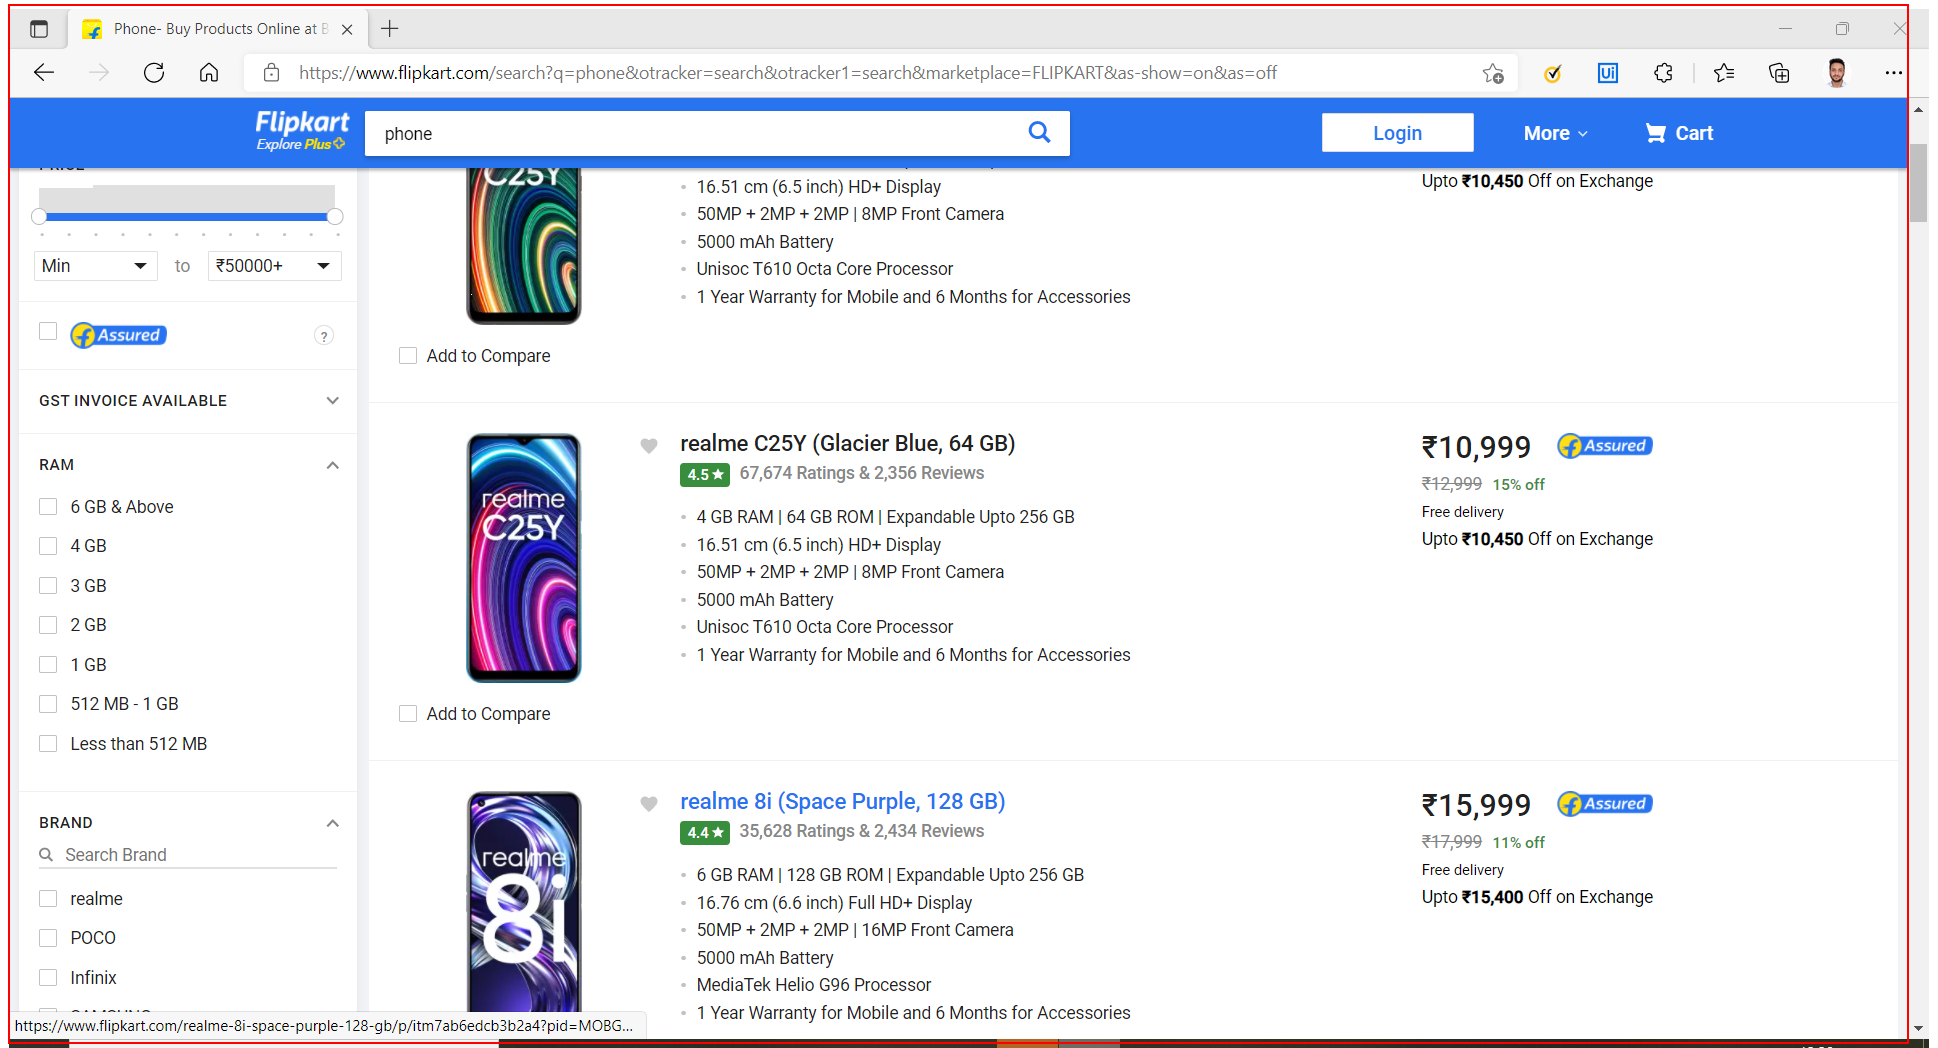 Phone- Buy Products Online at B
https://www.flipkart.com/search?q=phone&otracker=search&otracker1=search&marketplace=FLIPKART&as-show=on&as=off
Ui
Flipkart
Explore Plus
phone
Login
More
Cart
PRICE
Min
to
₹50000+
Assured
?
GST INVOICE AVAILABLE
RAM
6 GB & Above
4 GB
3 GB
2 GB
1 GB
512 MB - 1 GB
Less than 512 MB
BRAND
Search Brand
realme
POCO
Infinix
SAMSUNG
https://www.flipkart.com/realme-8i-space-purple-128-gb/p/itm7ab6edcb3b2a4?pid=MOBG...
C25Y
16.51 cm (6.5 inch) HD+ Display
50MP + 2MP + 2MP | 8MP Front Camera
5000 mAh Battery
Unisoc T610 Octa Core Processor
1 Year Warranty for Mobile and 6 Months for Accessories
Upto ₹10,450 Off on Exchange
Add to Compare
realme
C25Y
realme C25Y (Glacier Blue, 64 GB)
4.5★ 67,674 Ratings & 2,356 Reviews
4 GB RAM | 64 GB ROM | Expandable Upto 256 GB
16.51 cm (6.5 inch) HD+ Display
50MP + 2MP + 2MP | 8MP Front Camera
5000 mAh Battery
Unisoc T610 Octa Core Processor
1 Year Warranty for Mobile and 6 Months for Accessories
₹10,999
Assured
₹12,999 15% off
Free delivery
Upto ₹10,450 Off on Exchange
Add to Compare
realme
8i
realme 8i (Space Purple, 128 GB)
4.4★ 35,628 Ratings & 2,434 Reviews
6 GB RAM | 128 GB ROM | Expandable Upto 256 GB
16.76 cm (6.6 inch) Full HD+ Display
50MP + 2MP + 2MP | 16MP Front Camera
5000 mAh Battery
MediaTek Helio G96 Processor
1 Year Warranty for Mobile and 6 Months for Accessories
₹15,999
Assured
₹17,999 11% off
Free delivery
Upto ₹15,400 Off on Exchange